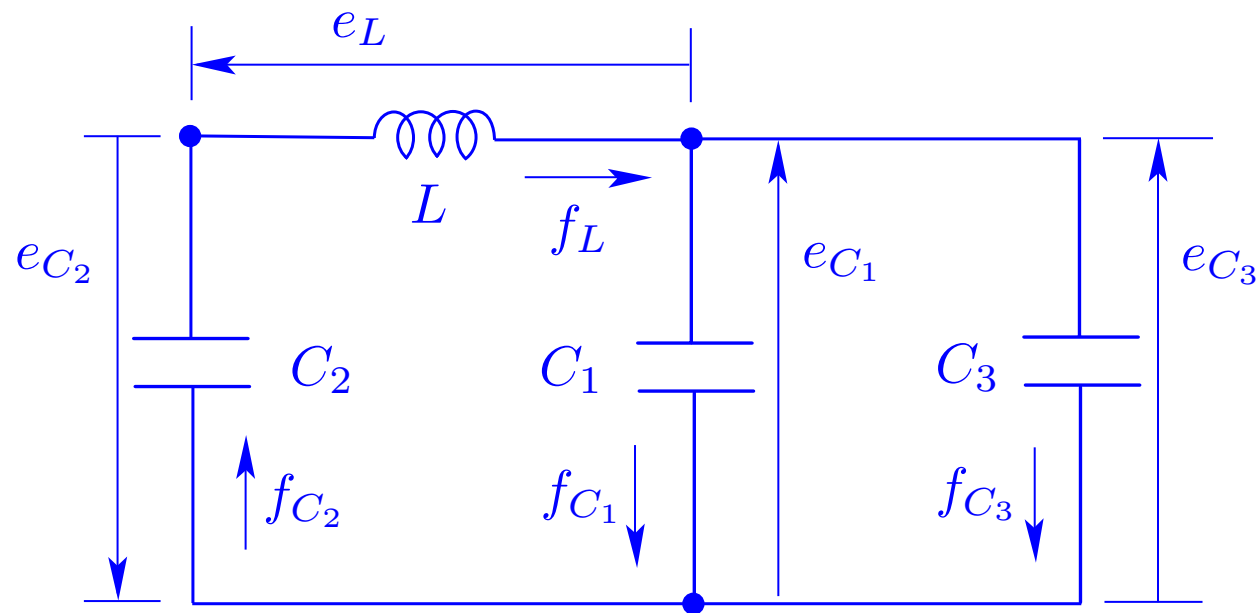 e_L
L
f_L
e_{C_2}
e_{C_1}
e_{C_3}
C_2
C_1
C_3
f_{C_2}
f_{C_1}
f_{C_3}